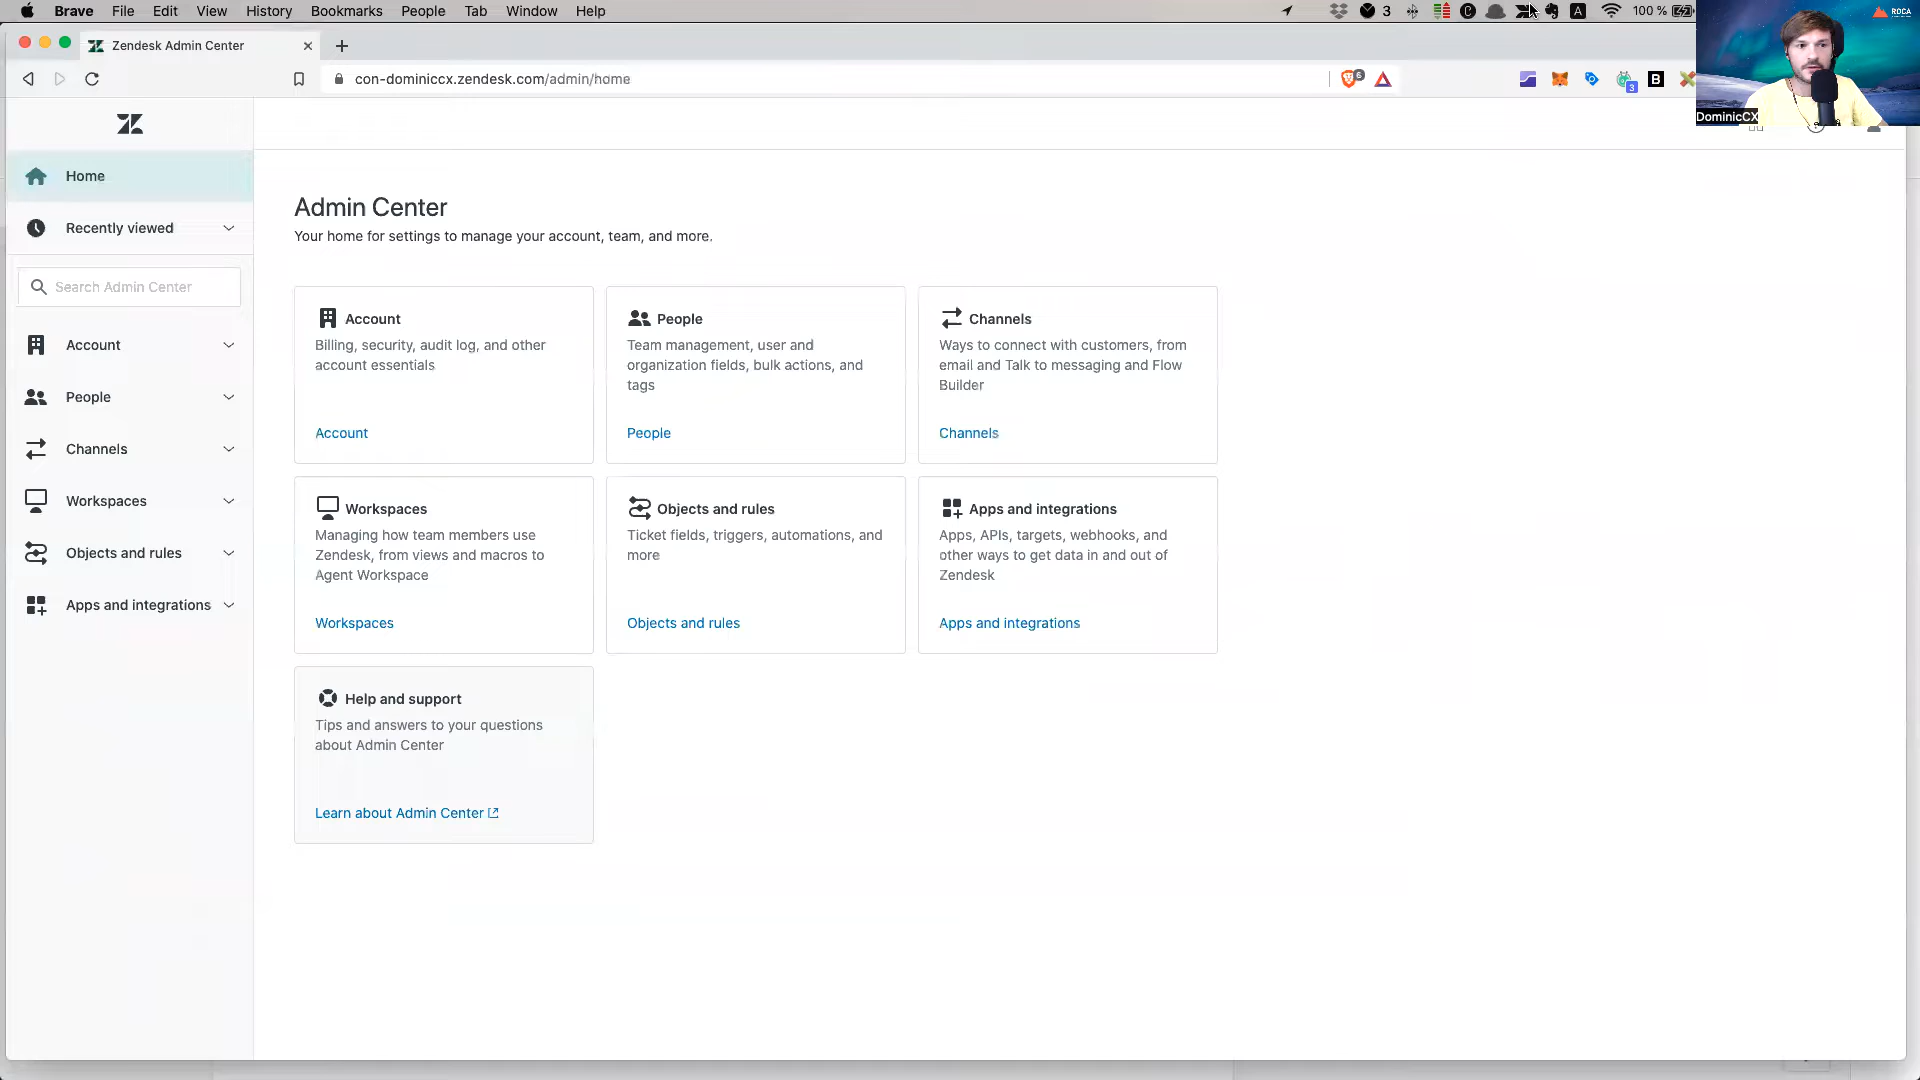 Brave File Edit View History Bookmarks People Tab Window Help
3
A
100 %
ROCA
Zendesk Admin Center
con-dominiccx.zendesk.com/admin/home
6
3
B
DominicCX
Home
Recently viewed
Search Admin Center
Account
People
Channels
Workspaces
Objects and rules
Apps and integrations
Admin Center
Your home for settings to manage your account, team, and more.
Account
Billing, security, audit log, and other
account essentials
Account
People
Team management, user and
organization fields, bulk actions, and
tags
People
Channels
Ways to connect with customers, from
email and Talk to messaging and Flow
Builder
Channels
Workspaces
Managing how team members use
Zendesk, from views and macros to
Agent Workspace
Workspaces
Objects and rules
Ticket fields, triggers, automations, and
more
Objects and rules
Apps and integrations
Apps, APIs, targets, webhooks, and
other ways to get data in and out of
Zendesk
Apps and integrations
Help and support
Tips and answers to your questions
about Admin Center
Learn about Admin Center